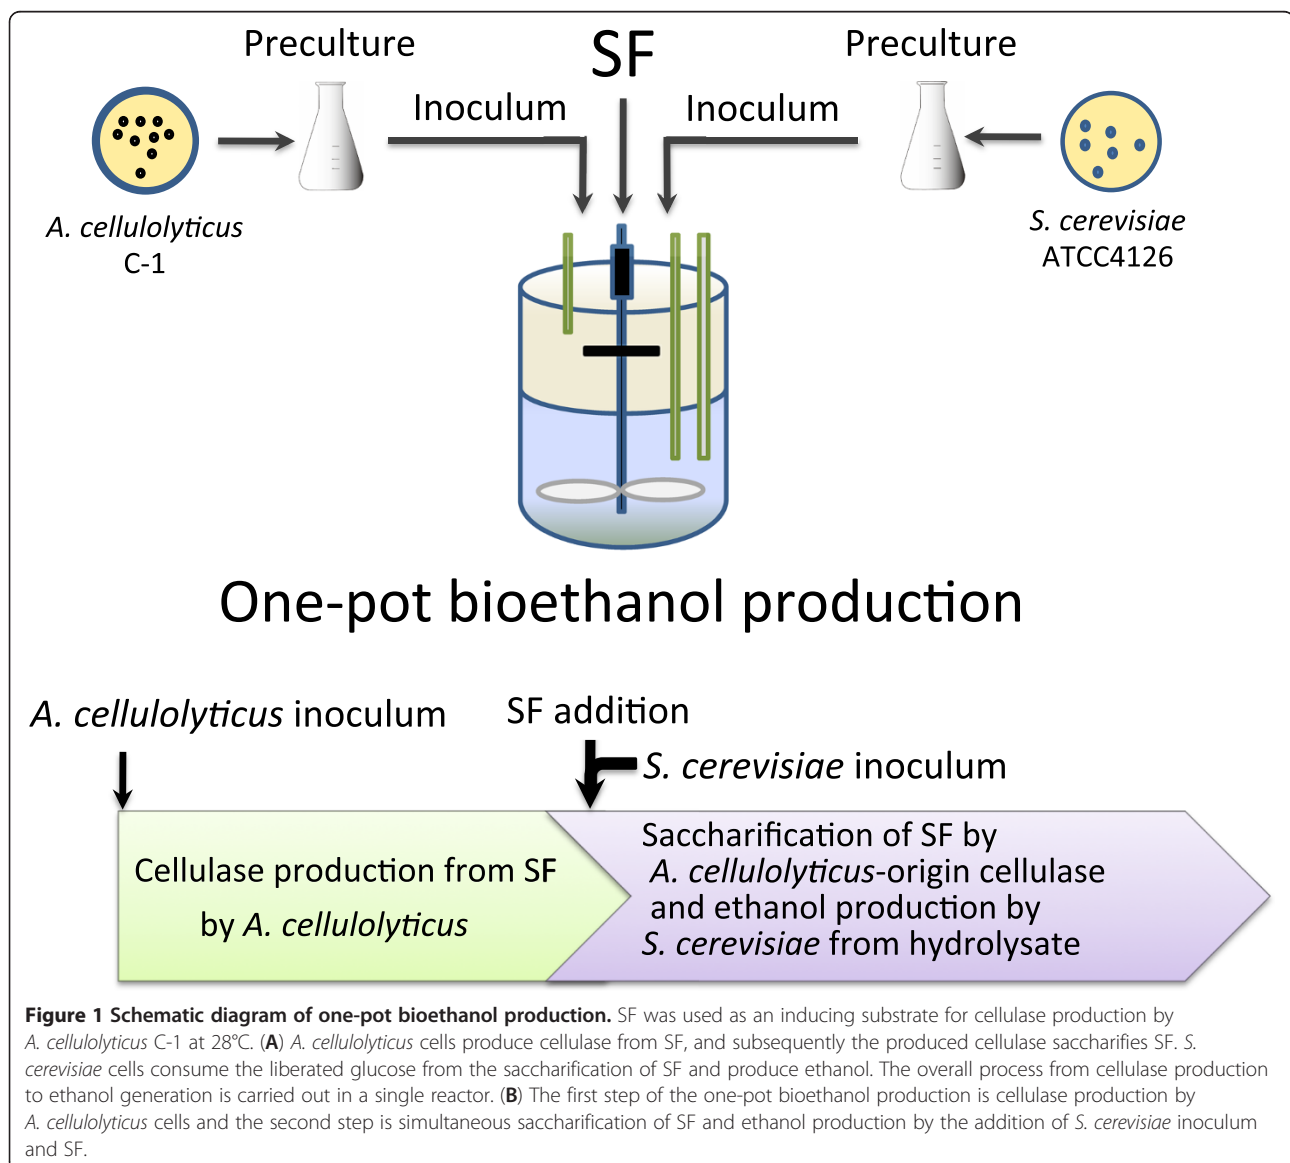 Preculture
SF
Preculture
Inoculum
Inoculum
A. cellulolyticus
C-1
S. cerevisiae
ATCC4126
One-pot bioethanol production
A. cellulolyticus inoculum
SF addition
S. cerevisiae inoculum
Cellulase production from SF
by A. cellulolyticus
Saccharification of SF by
A. cellulolyticus-origin cellulase
and ethanol production by
S. cerevisiae from hydrolysate
Figure 1 Schematic diagram of one-pot bioethanol production. SF was used as an inducing substrate for cellulase production by
A. cellulolyticus C-1 at 28°C. (A) A. cellulolyticus cells produce cellulase from SF, and subsequently the produced cellulase saccharifies SF. S.
cerevisiae cells consume the liberated glucose from the saccharification of SF and produce ethanol. The overall process from cellulase production
to ethanol generation is carried out in a single reactor. (B) The first step of the one-pot bioethanol production is cellulase production by
A. cellulolyticus cells and the second step is simultaneous saccharification of SF and ethanol production by the addition of S. cerevisiae inoculum
and SF.